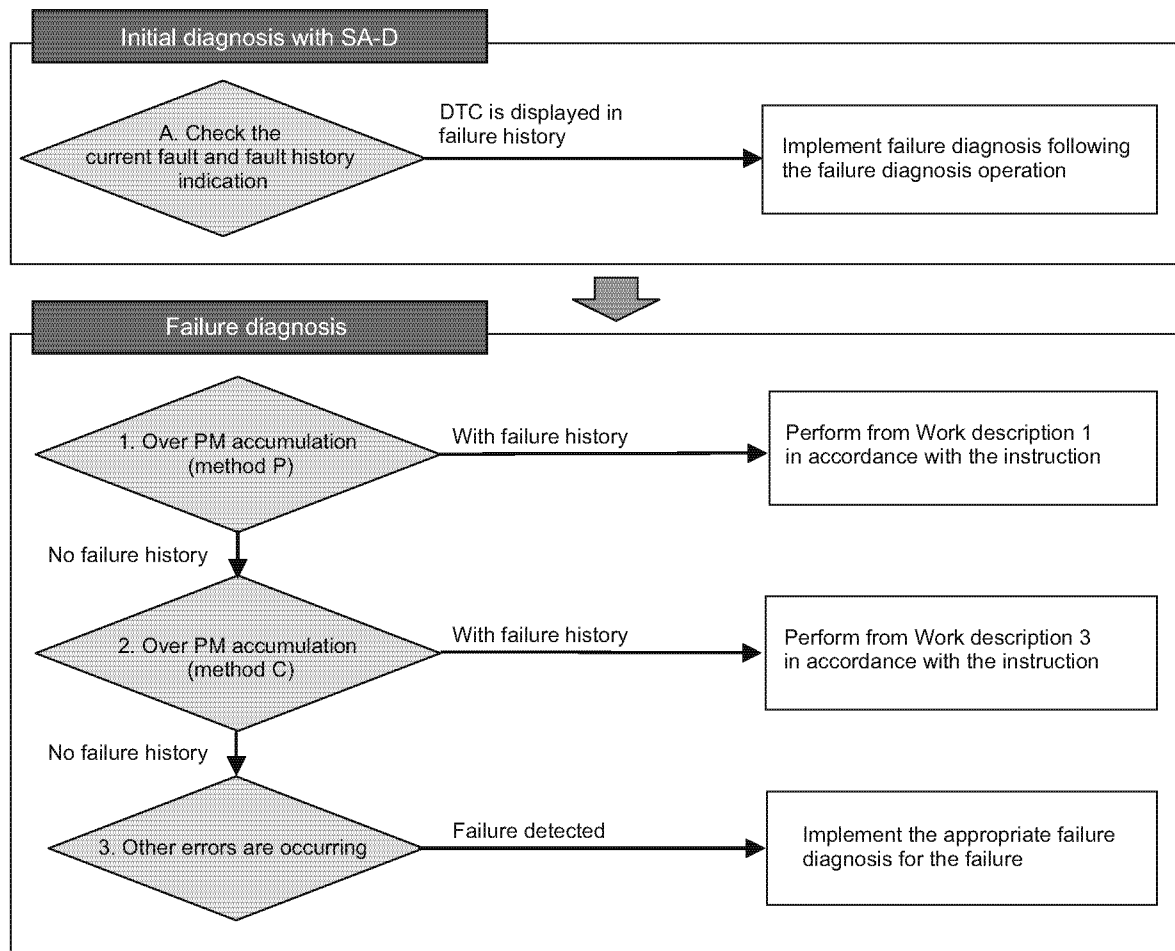 Initial diagnosis with SA-D
A. Check the
current fault and fault history
indication
DTC is displayed in
failure history
Implement failure diagnosis following
the failure diagnosis operation
Failure diagnosis
1. Over PM accumulation
(method P)
With failure history
Perform from Work description 1
in accordance with the instruction
No failure history
2. Over PM accumulation
(method C)
With failure history
Perform from Work description 3
in accordance with the instruction
No failure history
3. Other errors are occurring
Failure detected
Implement the appropriate failure
diagnosis for the failure